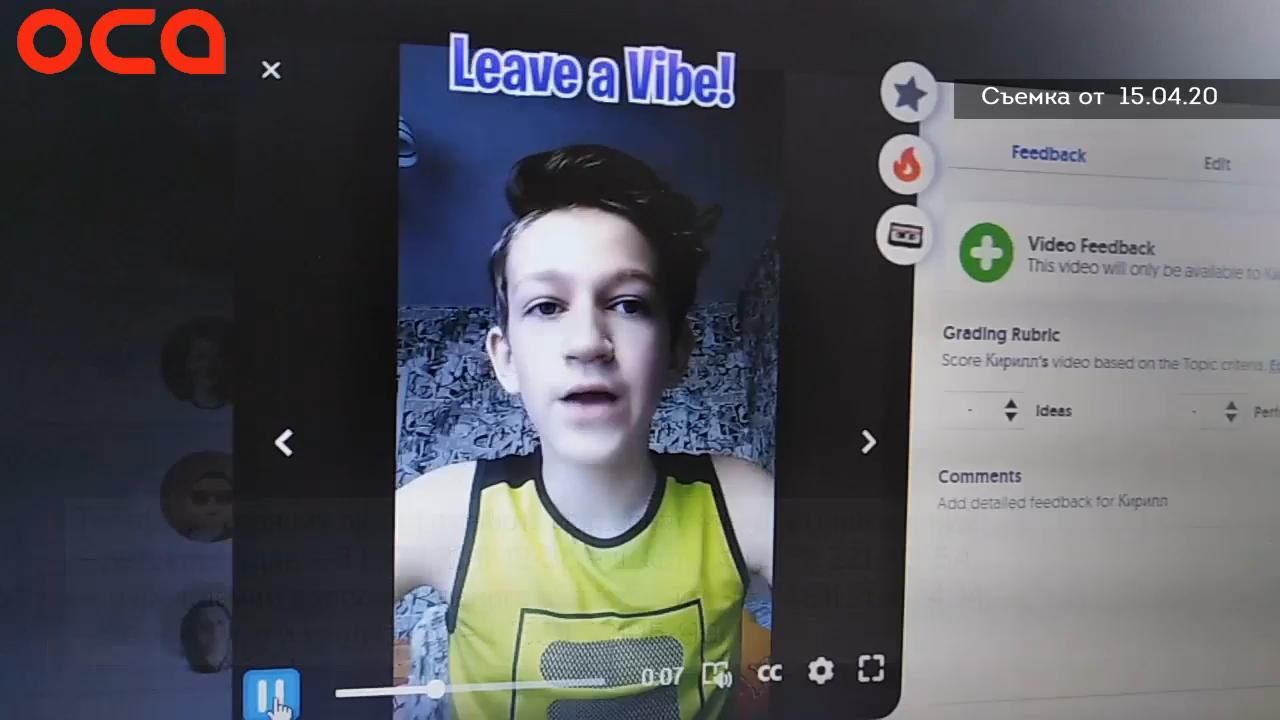 оса
Leave a Vibe!
Съемка от 15.04.20
Feedback
Edit
Video Feedback
This video will only be available to
Grading Rubric
Score Кирилл's video based on the Topic criteria.
-
Ideas
-
Comments
Add detailed feedback for Кирилл
0:07
CC